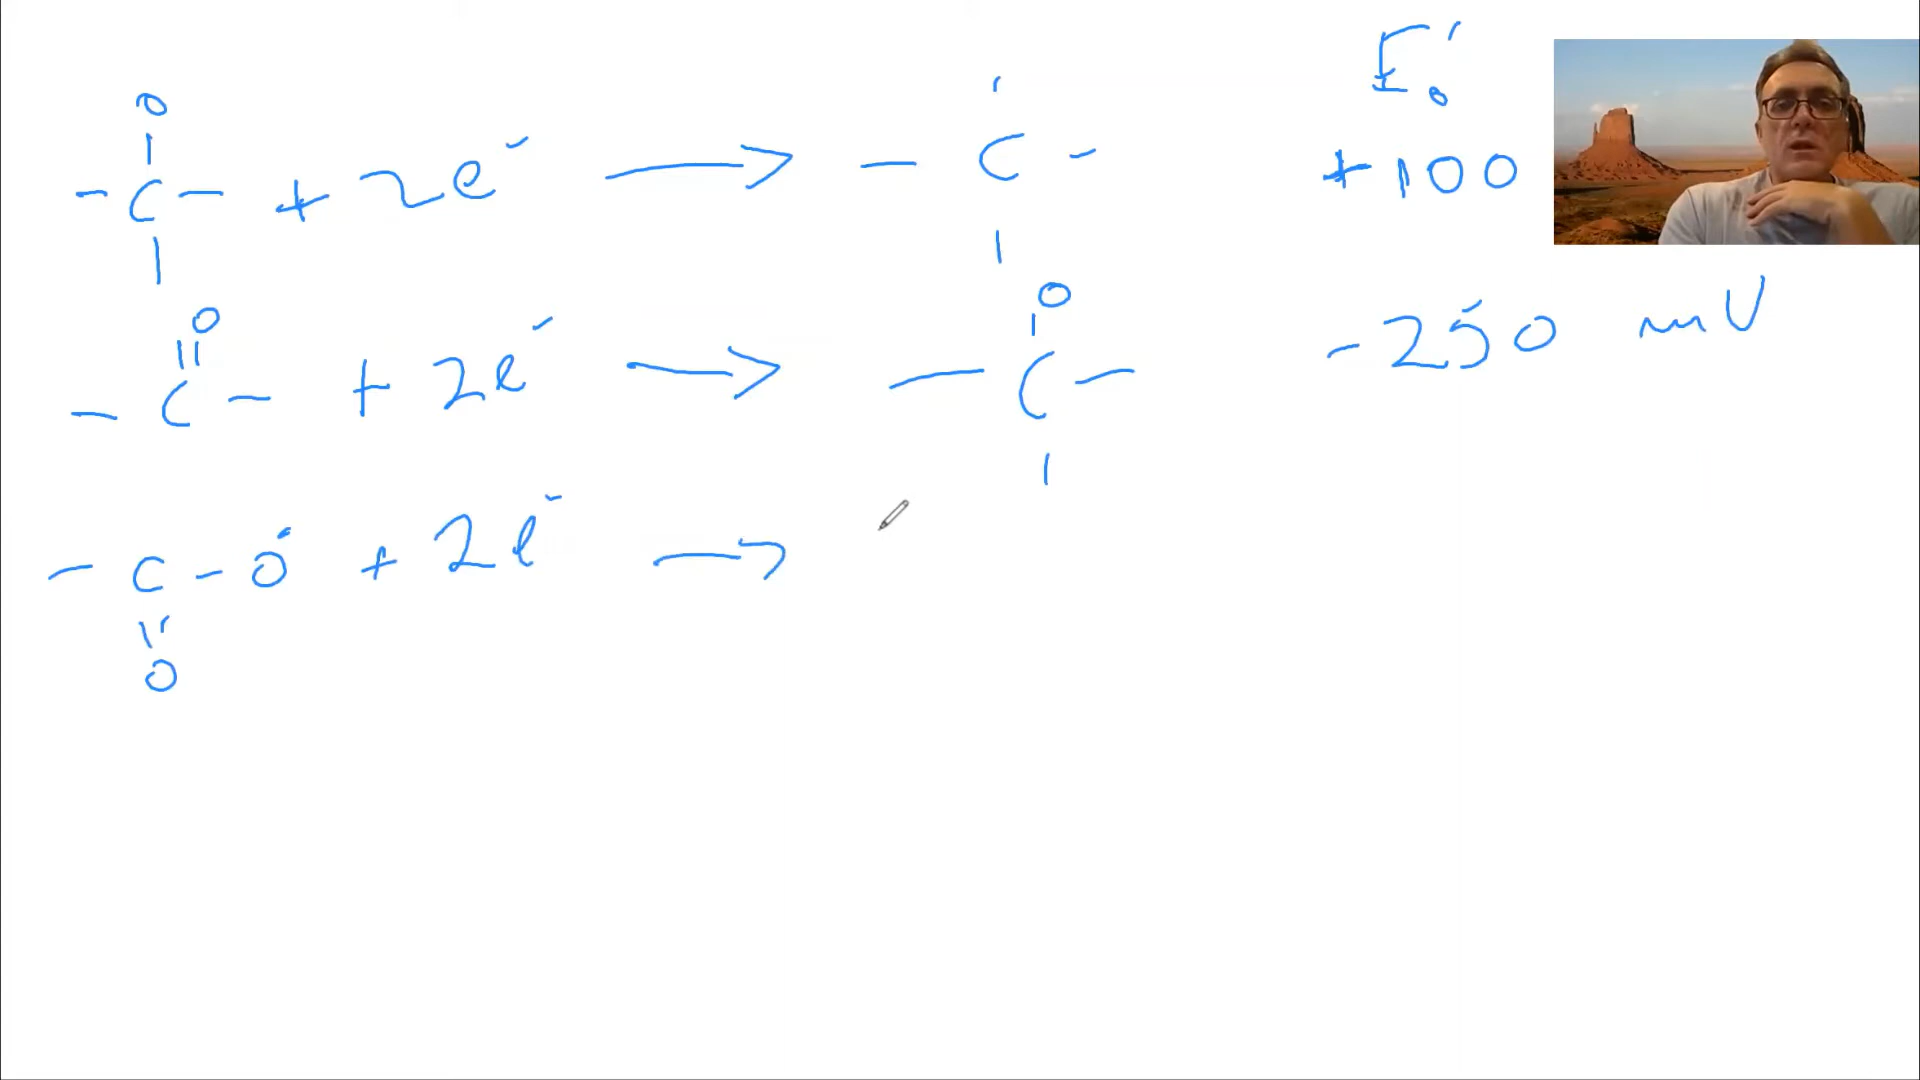 E₀'
O
|
- C - + 2e⁻ → - C - +100
|
O
||
- C - + 2e⁻ → - C - -250 mV
O
|
|
- C - O⁻ + 2e⁻ →
||
O